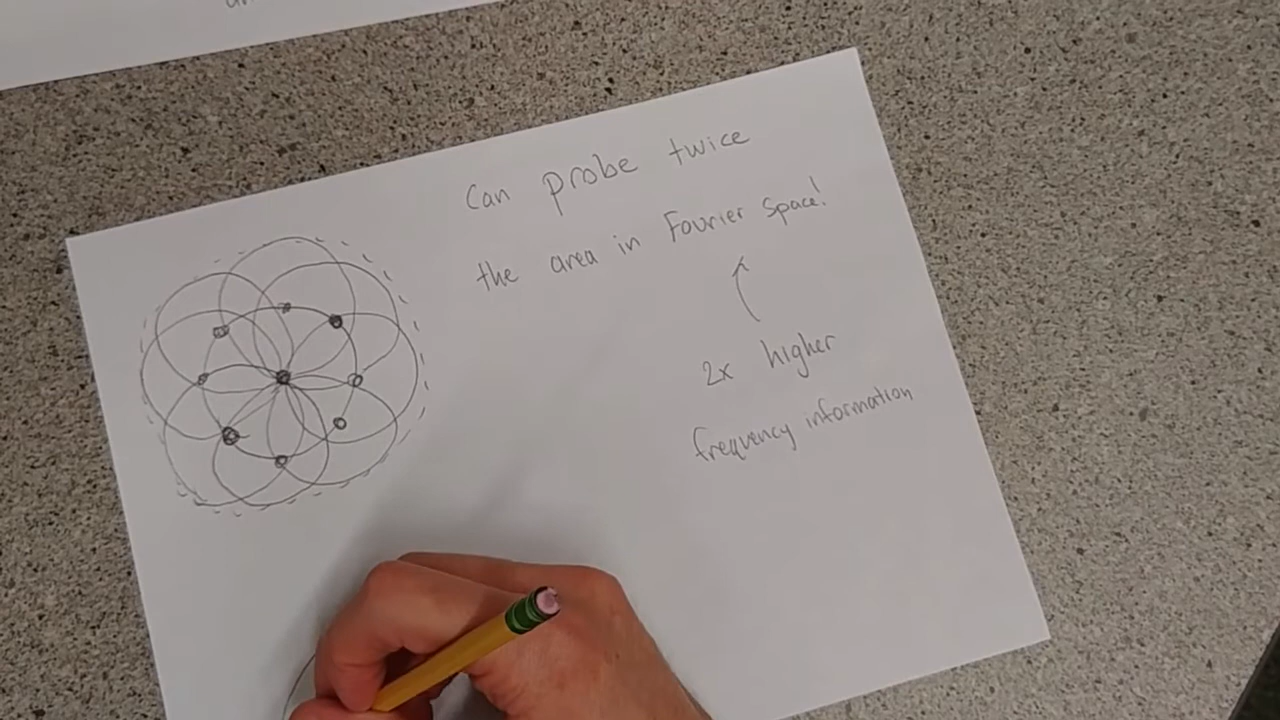 Can probe twice
the area in Fourier Space!
2x higher
frequency information